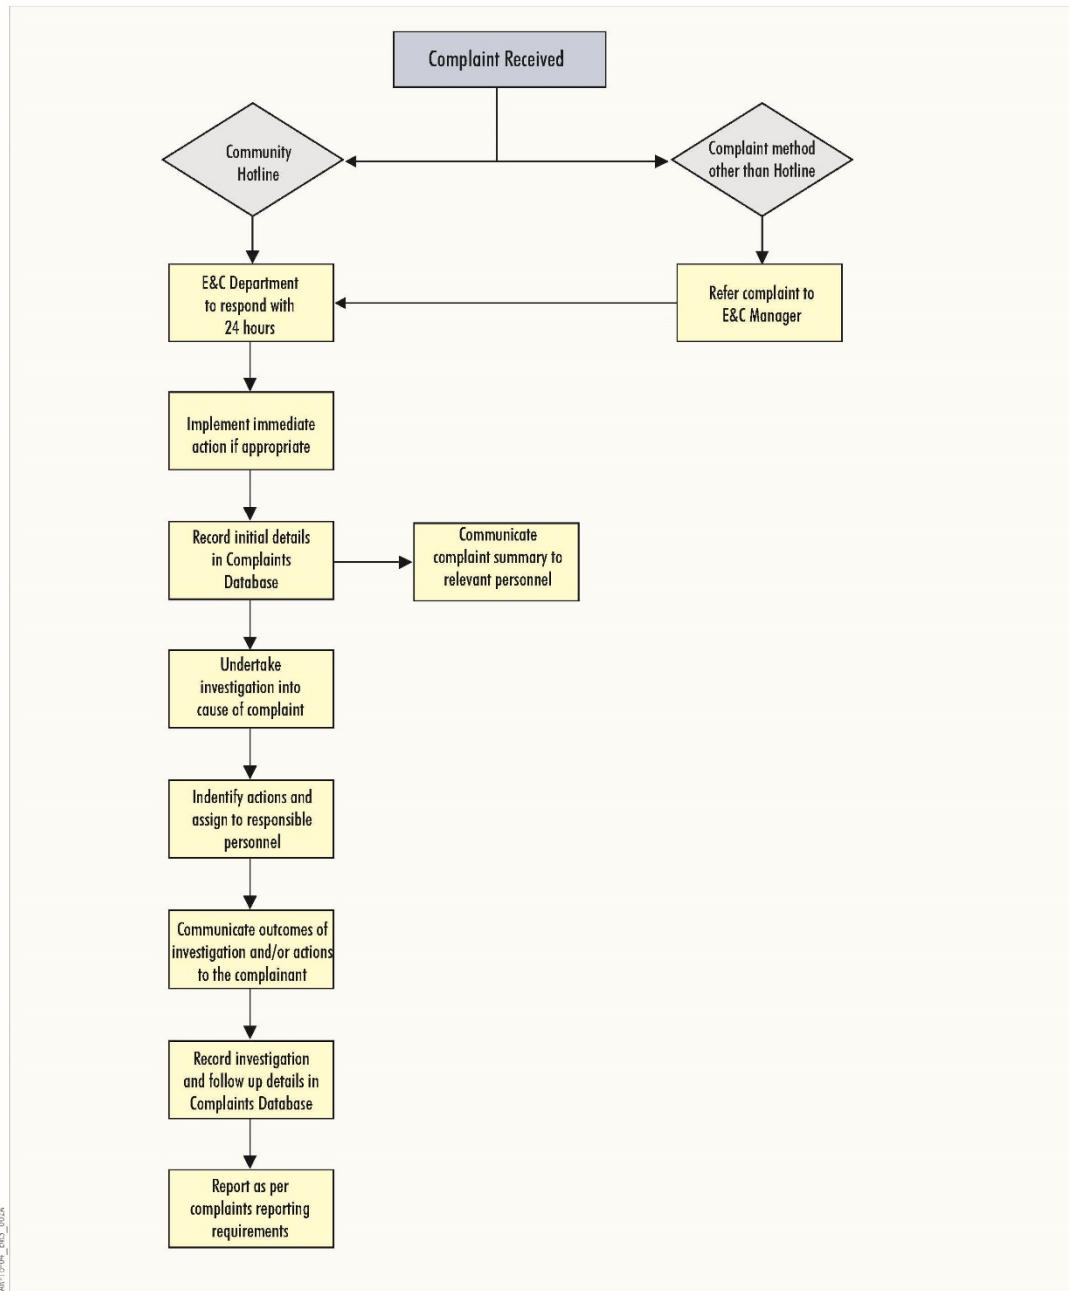 Complaint Received
Community
Hotline
Complaint method
other than Hotline
E&C Department
to respond with
24 hours
Refer complaint to
E&C Manager
Implement immediate
action if appropriate
Record initial details
in Complaints
Database
Communicate
complaint summary to
relevant personnel
Undertake
investigation into
cause of complaint
Indentify actions and
assign to responsible
personnel
Communicate outcomes of
investigation and/or actions
to the complainant
Record investigation
and follow up details in
Complaints Database
Report as per
complaints reporting
requirements